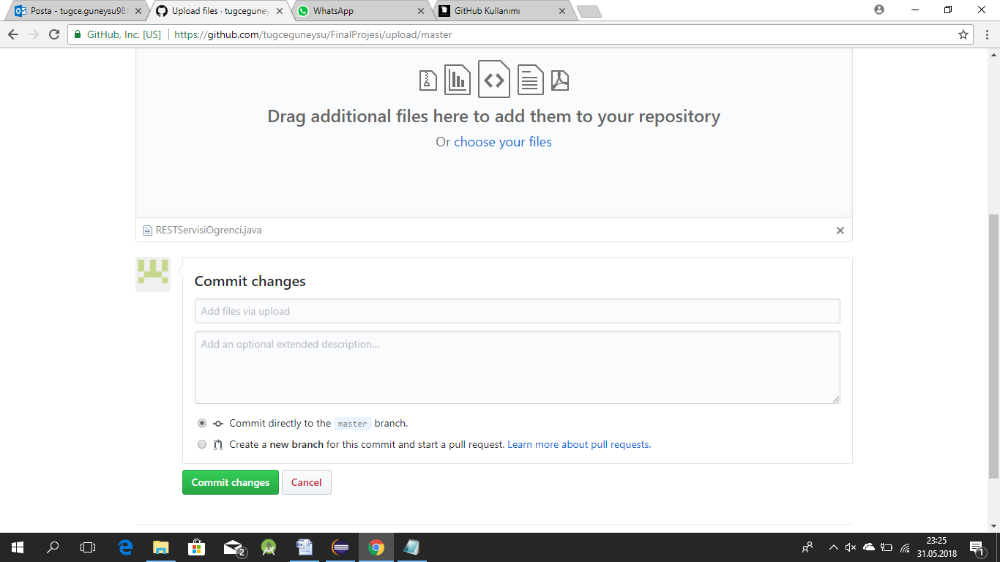 Posta - tugce.guneysu98
Upload files · tugceguney
WhatsApp
GitHub Kullanımı
GitHub, Inc. [US]
https://github.com/tugceguneysu/FinalProjesi/upload/master
Drag additional files here to add them to your repository
Or choose your files
RESTServisiOgrenci.java
Commit changes
Add files via upload
Add an optional extended description...
Commit directly to the master branch.
Create a new branch for this commit and start a pull request. Learn more about pull requests.
Commit changes
Cancel
2
23:25
31.05.2018
1